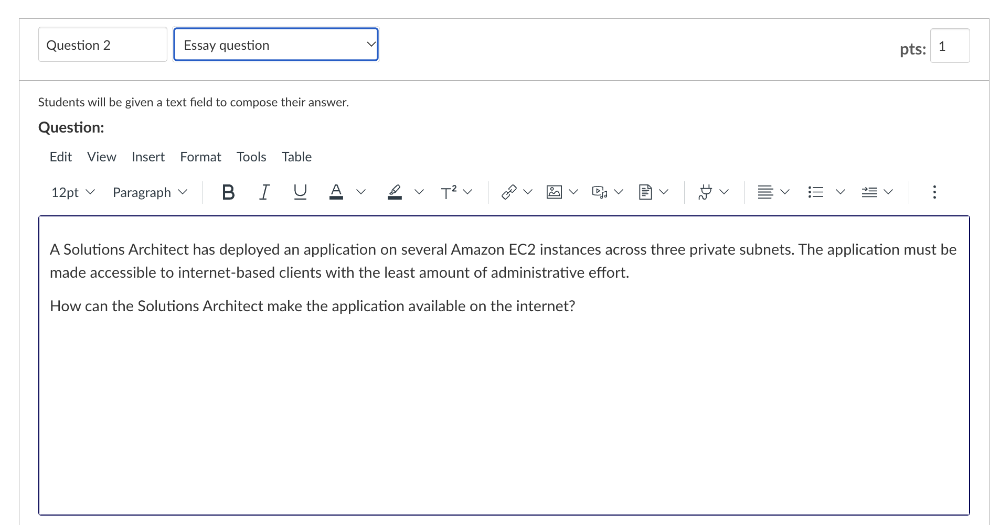 Question 2
Essay question
pts:
1
Students will be given a text field to compose their answer.
Question:
Edit View Insert Format Tools Table
12pt Paragraph B I U A T²
A Solutions Architect has deployed an application on several Amazon EC2 instances across three private subnets. The application must be
made accessible to internet-based clients with the least amount of administrative effort.
How can the Solutions Architect make the application available on the internet?